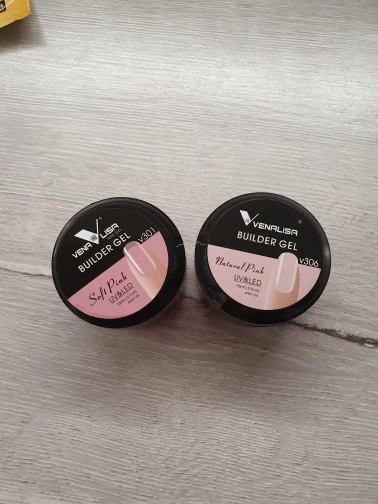 VENALISA
BUILDER GEL
V301
Soft Pink
UV&LED
VENALISA
BUILDER GEL
V306
Natural Pink
UV&LED